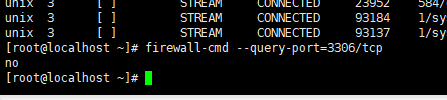 unix 3 [ ] STREAM CONNECTED 23952 584/
unix 3 [ ] STREAM CONNECTED 93184 1/sy
unix 3 [ ] STREAM CONNECTED 93137 1/sy
[root@localhost ~]# firewall-cmd --query-port=3306/tcp
no
[root@localhost ~]#